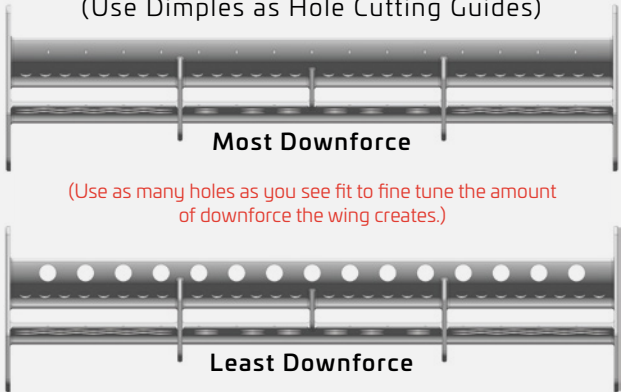 (Use Dimples as Hole Cutting Guides)
Most Downforce
(Use as many holes as you see fit to fine tune the amount
of downforce the wing creates.)
Least Downforce